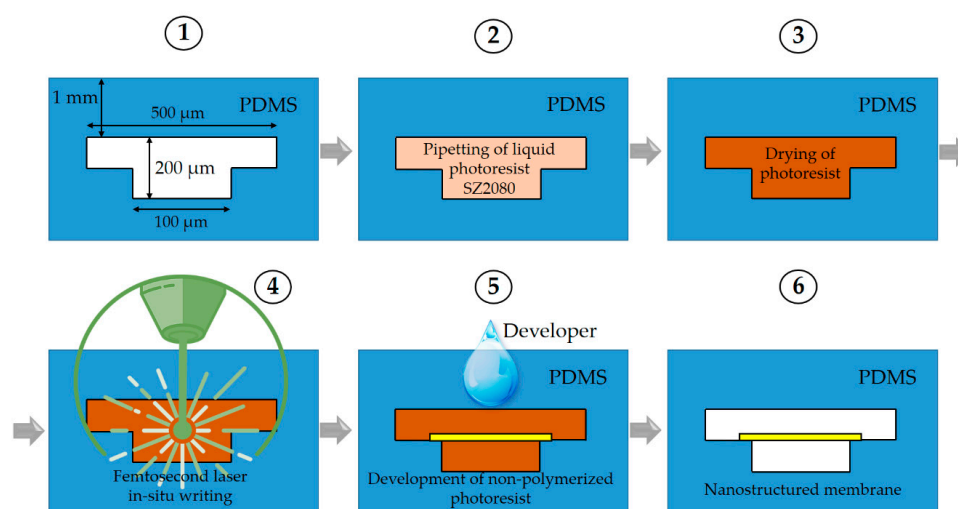 1
2
3
1 mm
PDMS
500 µm
200 µm
100 µm
PDMS
Pipetting of liquid
photoresist
SZ2080
PDMS
Drying of
photoresist
4
5
6
Femtosecond laser
in-situ writing
Developer
PDMS
Development of non-polymerized
photoresist
PDMS
Nanostructured membrane